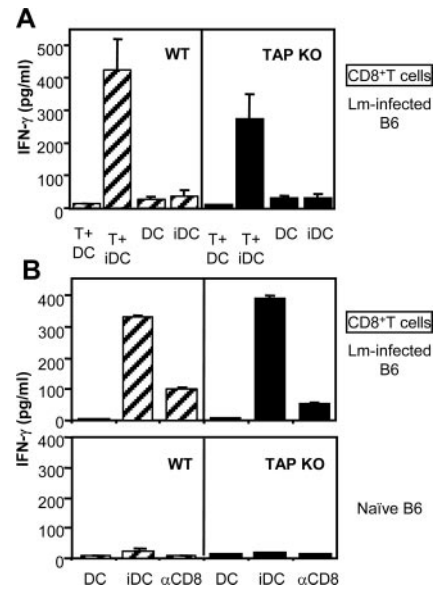 A
IFN-γ (pg/ml)
500
400
300
200
100
0
WT
TAP KO
CD8⁺T cells
Lm-infected
B6
T+ DC
T+ iDC
DC
iDC
T+ DC
T+ iDC
DC
iDC
B
IFN-γ (pg/ml)
400
300
200
100
0
CD8⁺T cells
Lm-infected
B6
400
300
200
100
0
WT
TAP KO
Naïve B6
DC iDC αCD8 DC iDC αCD8